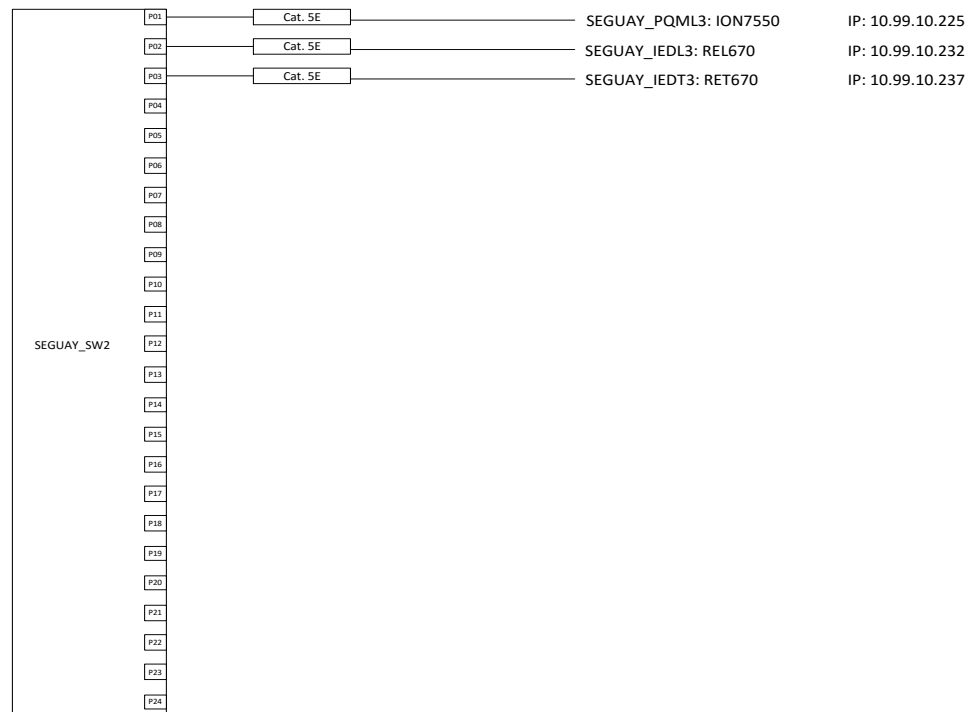 P01 Cat. 5E SEGUAY_PQML3: ION7550 IP: 10.99.10.225
P02 Cat. 5E SEGUAY_IEDL3: REL670 IP: 10.99.10.232
P03 Cat. 5E SEGUAY_IEDT3: RET670 IP: 10.99.10.237
P04
P05
P06
P07
P08
P09
P10
P11
SEGUAY_SW2 P12
P13
P14
P15
P16
P17
P18
P19
P20
P21
P22
P23
P24